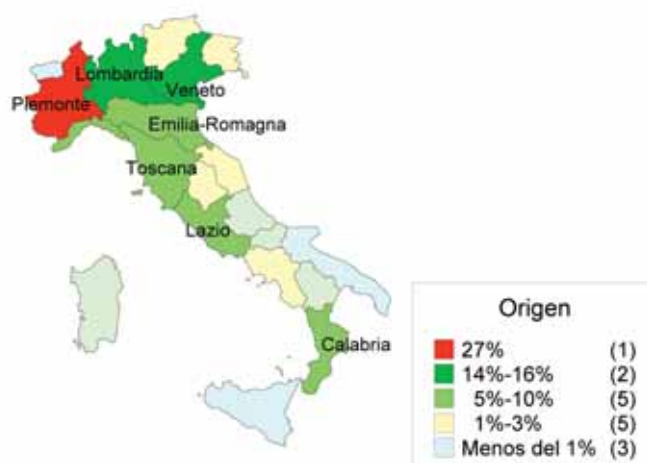 Lombardia
Veneto
Piemonte
Emilia-Romagna
Toscana
Lazio
Calabria
Origen
27% (1)
14%-16% (2)
5%-10% (5)
1%-3% (5)
Menos del 1% (3)